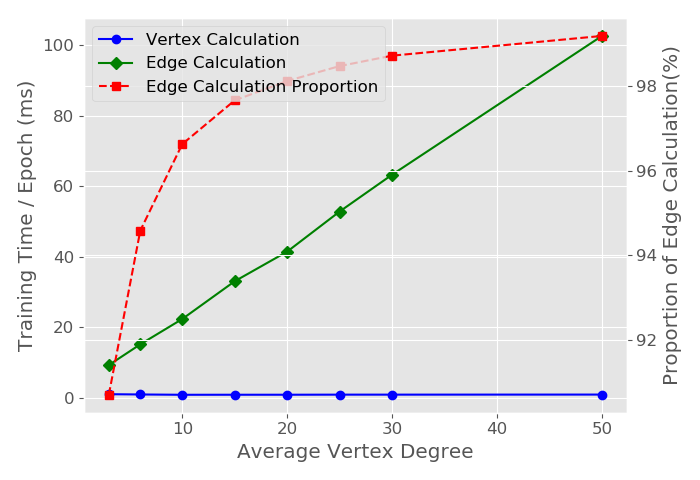 Vertex Calculation
Edge Calculation
Edge Calculation Proportion
Training Time / Epoch (ms)
100
80
60
40
20
0
98
96
94
92
Proportion of Edge Calculation(%)
10 20 30 40 50
Average Vertex Degree